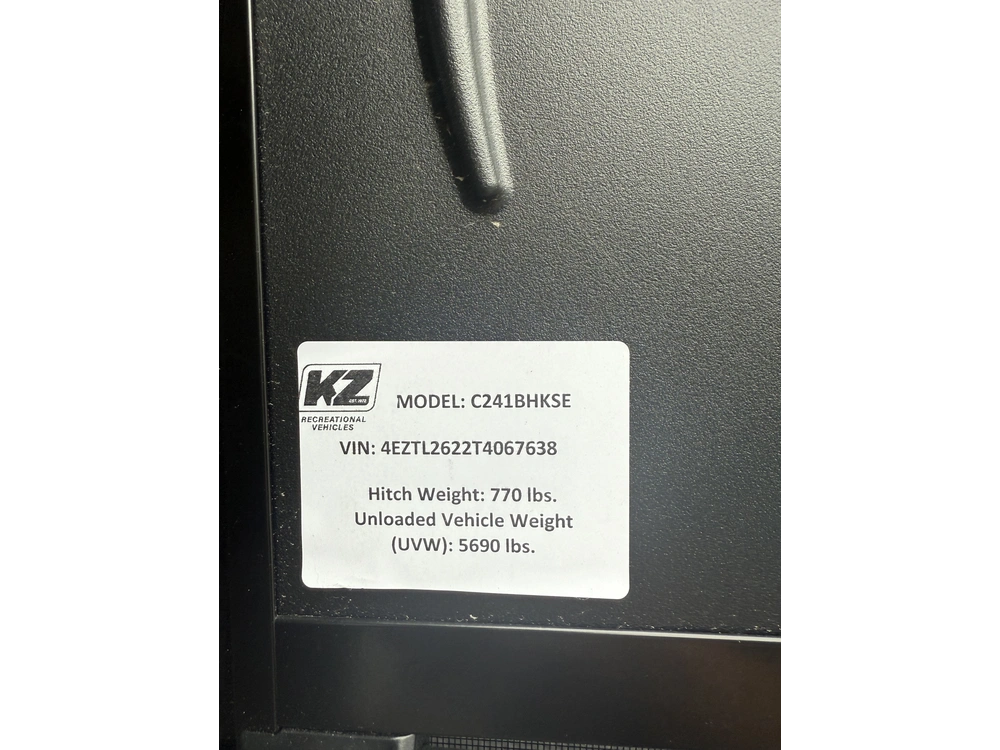 KZ
EST. 1972
RECREATIONAL
VEHICLES
MODEL: C241BHKSE
VIN: 4EZTL2622T4067638
Hitch Weight: 770 lbs.
Unloaded Vehicle Weight
(UVW): 5690 lbs.